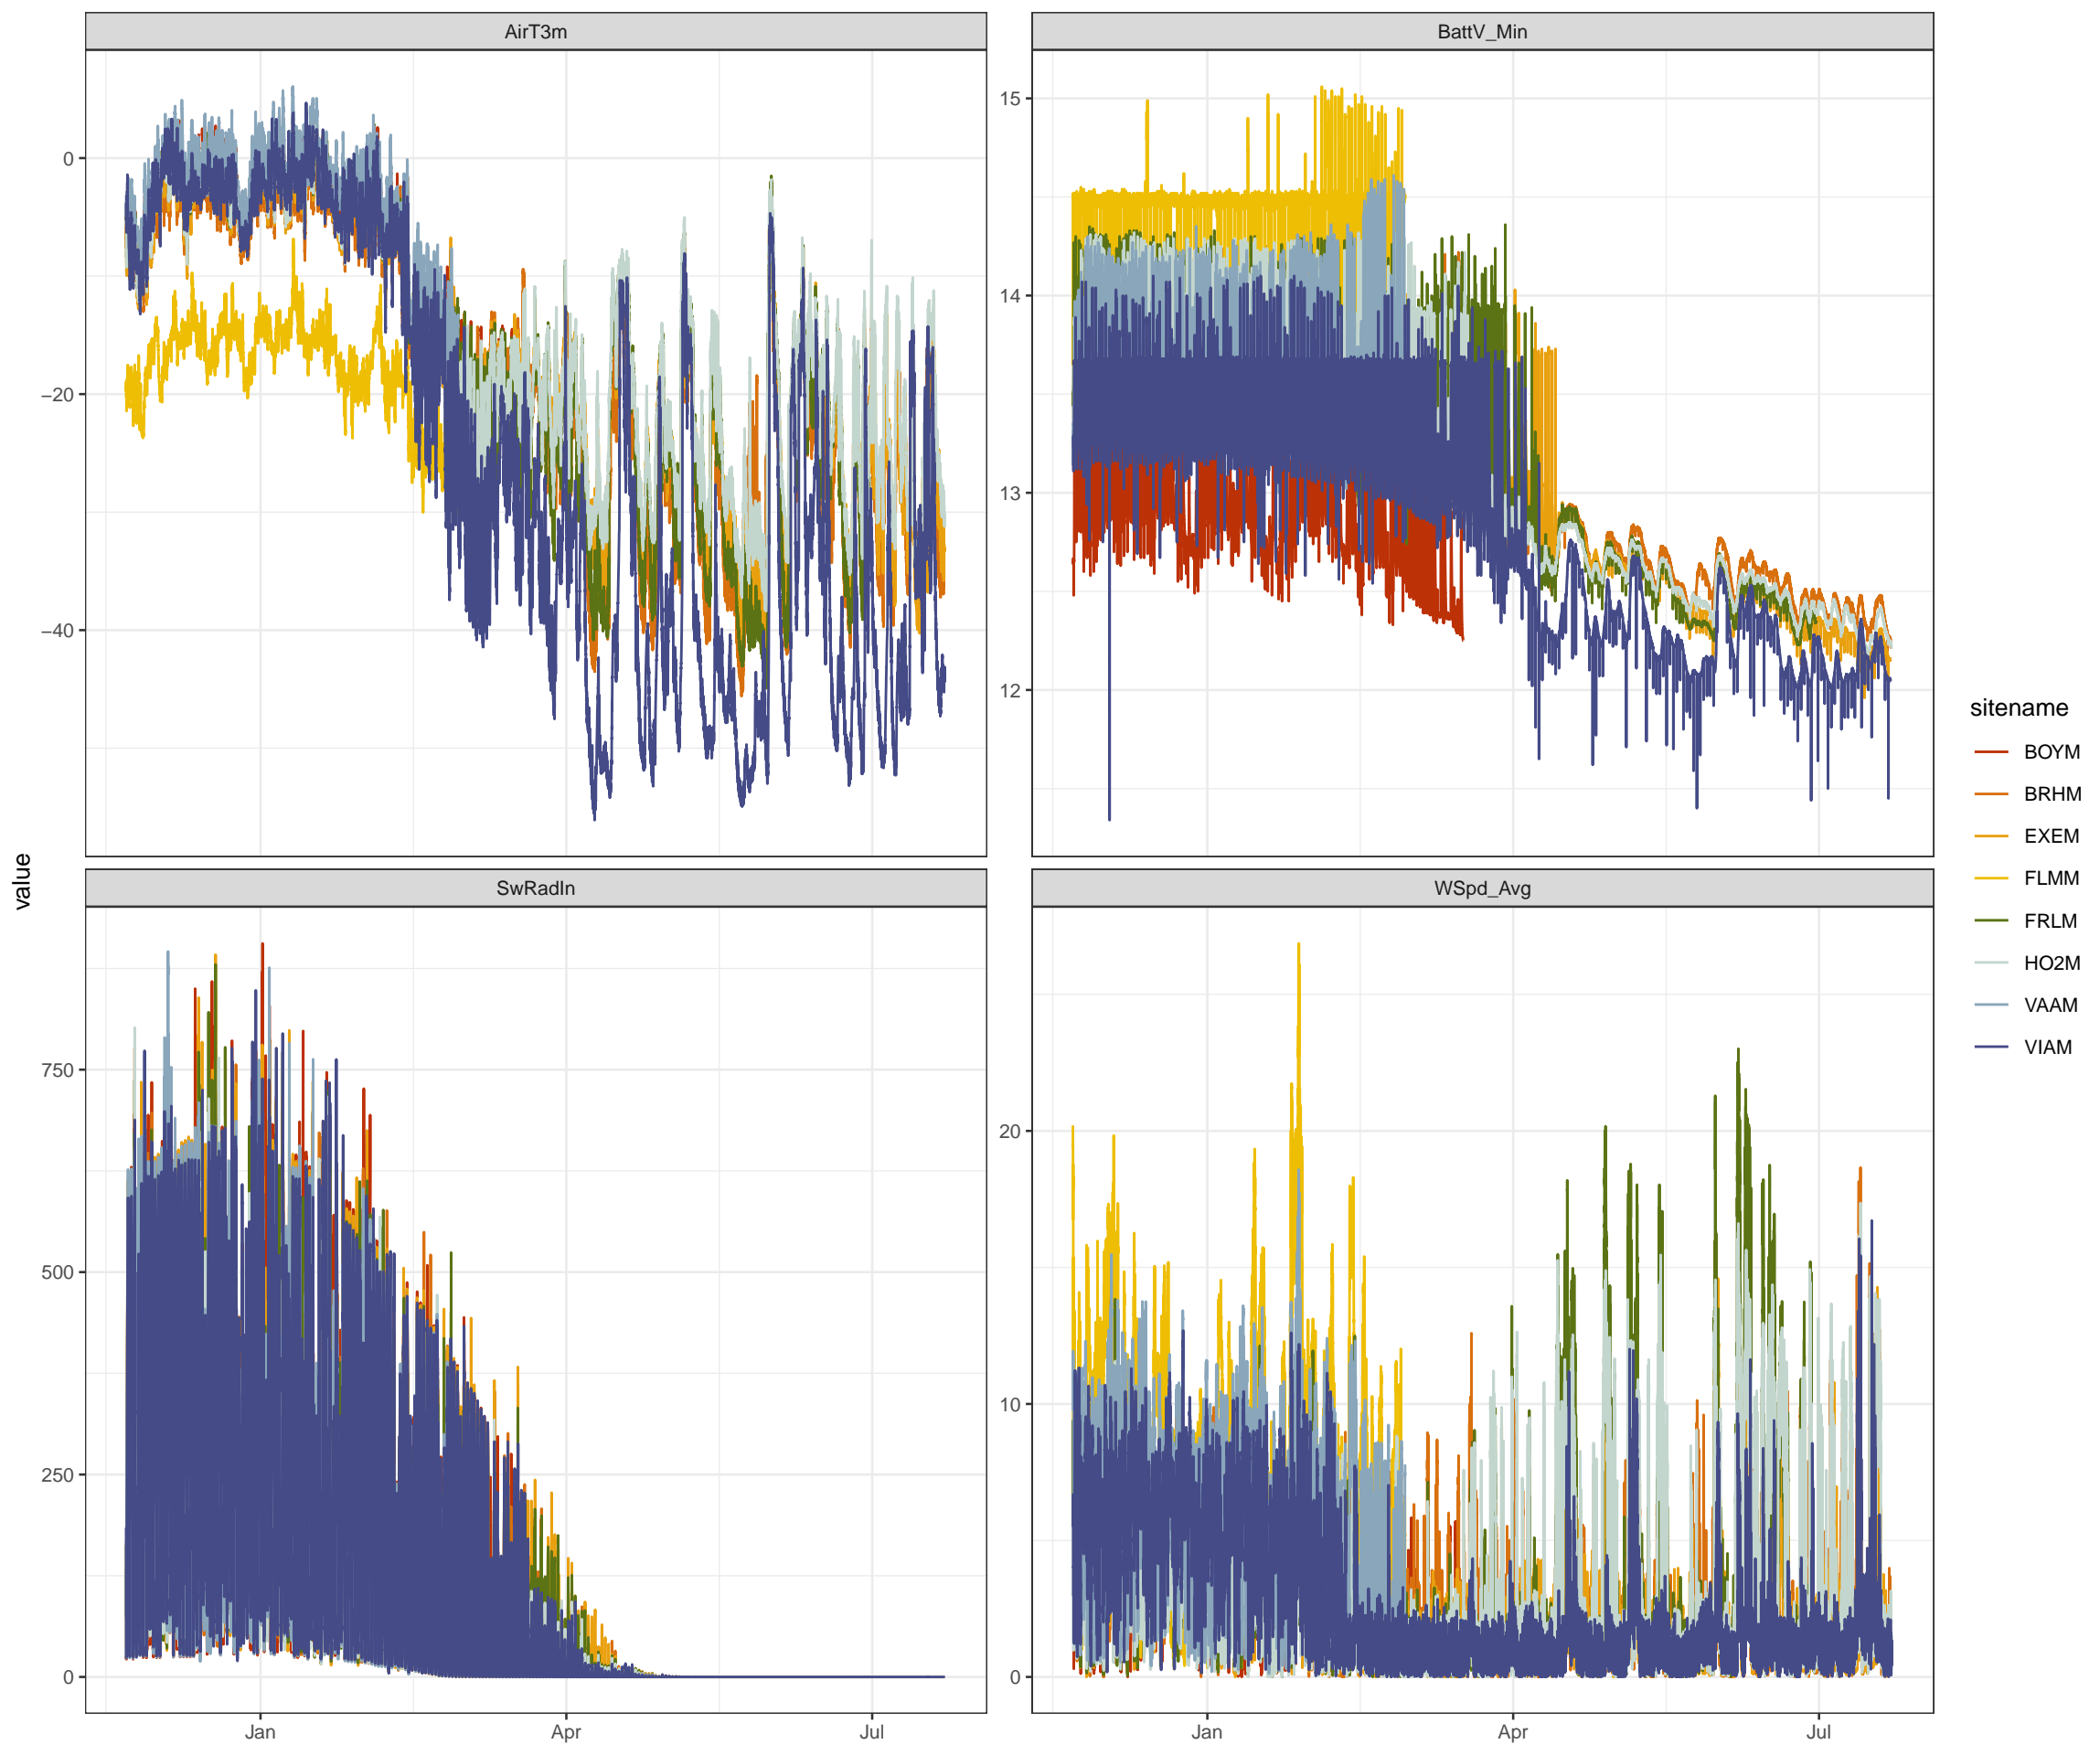 AirT3m
BattV_Min
0
−20
−40
15
14
13
12
SwRadIn
WSpd_Avg
750
500
250
0
20
10
0
Jan
Apr
Jul
Jan
Apr
Jul
value
sitename
BOYM
BRHM
EXEM
FLMM
FRLM
HO2M
VAAM
VIAM